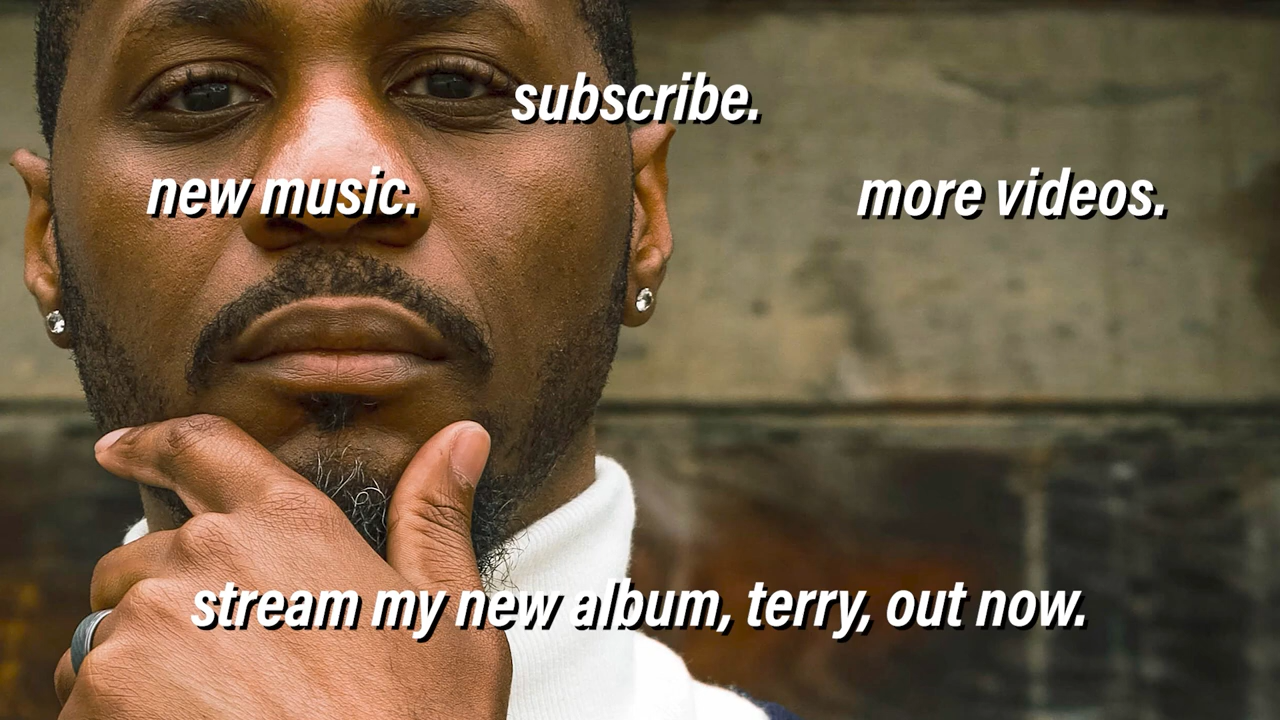 subscribe.
new music.
more videos.
stream my new album, terry, out now.